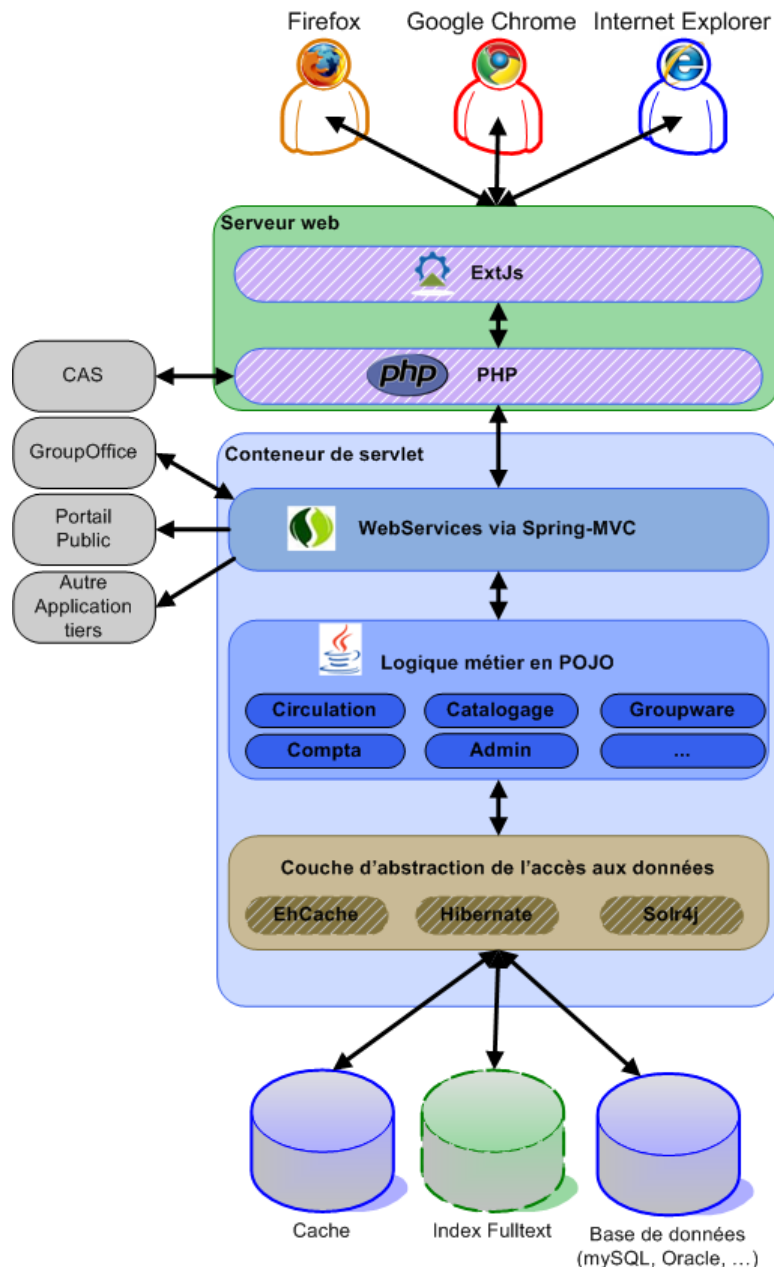 Firefox
Google Chrome
Internet Explorer
Serveur web
ExtJs
php
PHP
CAS
GroupOffice
Portail
Public
Autre
Application
tiers
Conteneur de servlet
WebServices via Spring-MVC
Logique métier en POJO
Circulation
Catalogage
Groupware
Compta
Admin
...
Couche d'abstraction de l'accès aux données
EhCache
Hibernate
Solr4j
Cache
Index Fulltext
Base de données
(mySQL, Oracle, ...)